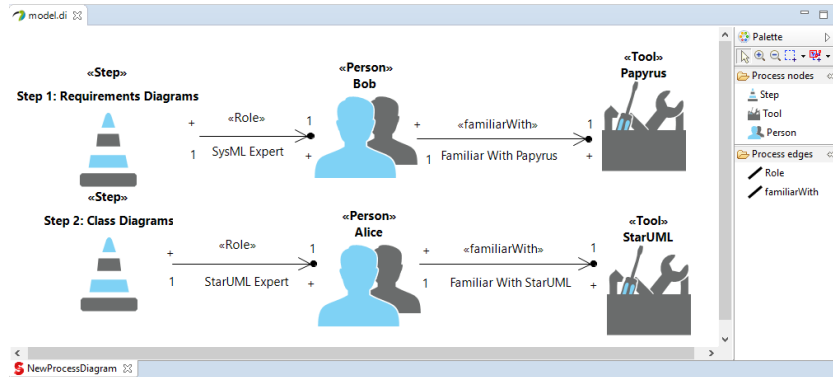 model.di
Palette
«Step»
Step 1: Requirements Diagrams
«Person»
Bob
«Tool»
Papyrus
+
«Role»
1
1
SysML Expert
+
+
«familiarWith»
1
1
Familiar With Papyrus
+
«Step»
Step 2: Class Diagrams
«Person»
Alice
«Tool»
StarUML
+
«Role»
1
1
StarUML Expert
+
+
«familiarWith»
1
1
Familiar With StarUML
+
Process nodes
Step
Tool
Person
Process edges
Role
familiarWith
NewProcessDiagram